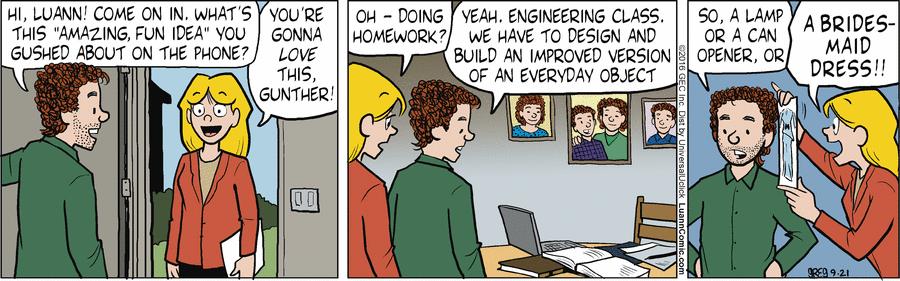 HI, LUANN! COME ON IN. WHAT'S
THIS "AMAZING, FUN IDEA" YOU
GUSHED ABOUT ON THE PHONE?
YOU'RE
GONNA
LOVE
THIS,
GUNTHER!
OH – DOING
HOMEWORK?
YEAH. ENGINEERING CLASS.
WE HAVE TO DESIGN AND
BUILD AN IMPROVED VERSION
OF AN EVERYDAY OBJECT
©2016 GEC Inc. Dist by UniversalUclick LuannComic.com
SO, A LAMP
OR A CAN
OPENER, OR
A BRIDES-
MAID
DRESS!!
GREG 9.21